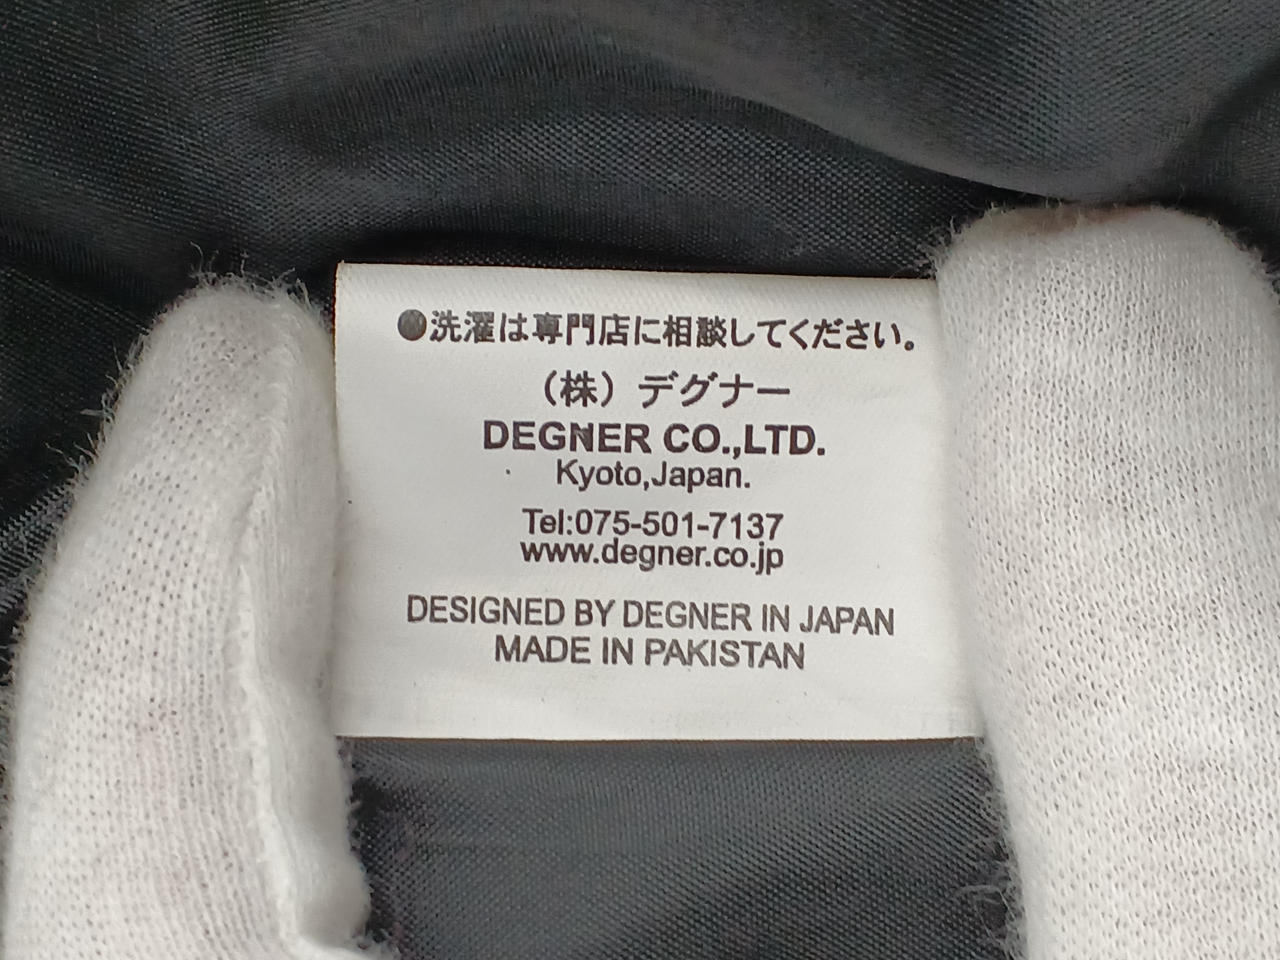 ●洗濯は専門店に相談してください。
（株）デグナー
DEGNER CO.,LTD.
Kyoto,Japan.
Tel:075-501-7137
www.degner.co.jp
DESIGNED BY DEGNER IN JAPAN
MADE IN PAKISTAN